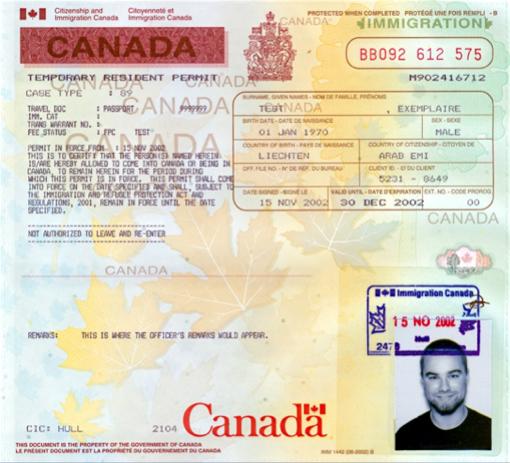 Citizenship and Immigration Canada
Citoyenneté et Immigration Canada
PROTECTED WHEN COMPLETED PROTÉGÉ UNE FOIS REMPLI - B
IMMIGRATION
CANADA
BB092 612 575
TEMPORARY RESIDENT PERMIT
M902416712
CASE TYPE : 89
TRAVEL DOC : PASSPORT 9999999
IMM. CAT :
TRANS WARRANT NO. :
FEE STATUS : FPC TEST
PERMIT IN FORCE FROM : 15 NOV 2002
THIS IS TO CERTIFY THAT THE PERSON(S) NAMED HEREIN
IS/ARE HEREBY ALLOWED TO COME INTO CANADA OR BEING IN
CANADA, TO REMAIN HEREIN FOR THE PERIOD DURING
WHICH THIS PERMIT IS IN FORCE. THIS PERMIT SHALL COME
INTO FORCE ON THE DATE SPECIFIED AND SHALL, SUBJECT TO
THE IMMIGRATION AND REFUGEE PROTECTION ACT AND
REGULATIONS, 2001, REMAIN IN FORCE UNTIL THE DATE
SPECIFIED.
NOT AUTHORIZED TO LEAVE AND RE-ENTER
SURNAME, GIVEN NAMES - NOM DE FAMILLE, PRÉNOMS
TEST , EXEMPLAIRE
BIRTH DATE - DATE DE NAISSANCE SEX - SEXE
01 JAN 1970 MALE
COUNTRY OF BIRTH - PAYS DE NAISSANCE COUNTRY OF CITIZENSHIP - CITOYEN DE
LIECHTEN ARAB EMI
OFF. FILE NO. - N° DE RÉF. DU BUREAU CLIENT ID - ID DU CLIENT
5231 - 0649
DATE SIGNED - SIGNÉ LE VALID UNTIL - DATE D'EXPIRATION EXT. NO. - CODE PROROG
15 NOV 2002 30 DEC 2002 00
CANADA
CANADA
CANADA
CANADA
CANADA
CANADA
Immigration Canada
15 NO 2002
Hull
247
REMARKS: THIS IS WHERE THE OFFICER'S REMARKS WOULD APPEAR.
CIC: HULL 2104
Canada
THIS DOCUMENT IS THE PROPERTY OF THE GOVERNMENT OF CANADA
LE PRÉSENT DOCUMENT EST LA PROPRIÉTÉ DU GOUVERNEMENT DU CANADA
IMM 1442 (06-2002) B